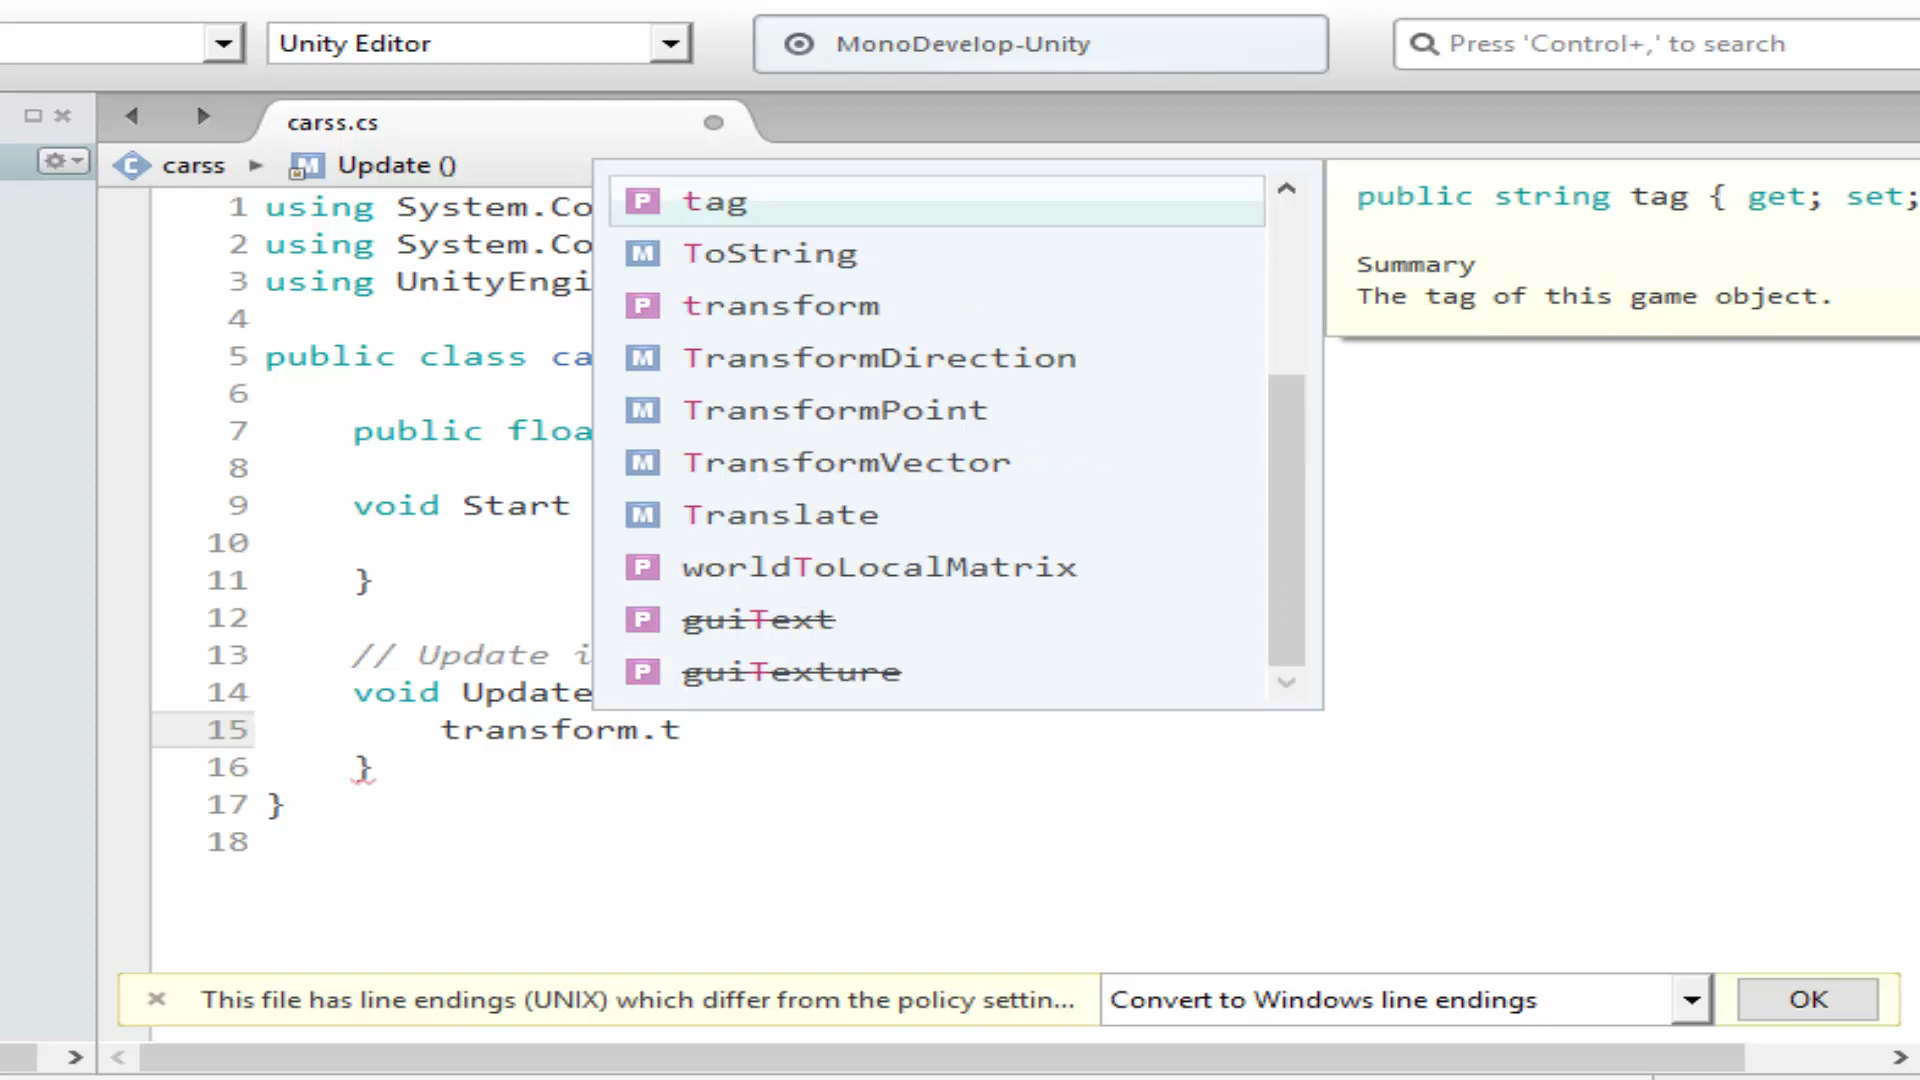 Unity Editor
MonoDevelop-Unity
Press 'Control+,' to search
carss.cs
carss
Update ()
1 using System.Co
2 using System.Co
3 using UnityEngi
4
5 public class ca
6
7 public floa
8
9 void Start
10
11 }
12
13 // Update i
14 void Update
15 transform.t
16 }
17 }
18
P tag
M ToString
P transform
M TransformDirection
M TransformPoint
M TransformVector
M Translate
P worldToLocalMatrix
P guiText
P guiTexture
public string tag { get; set;
Summary
The tag of this game object.
This file has line endings (UNIX) which differ from the policy settin...
Convert to Windows line endings
OK